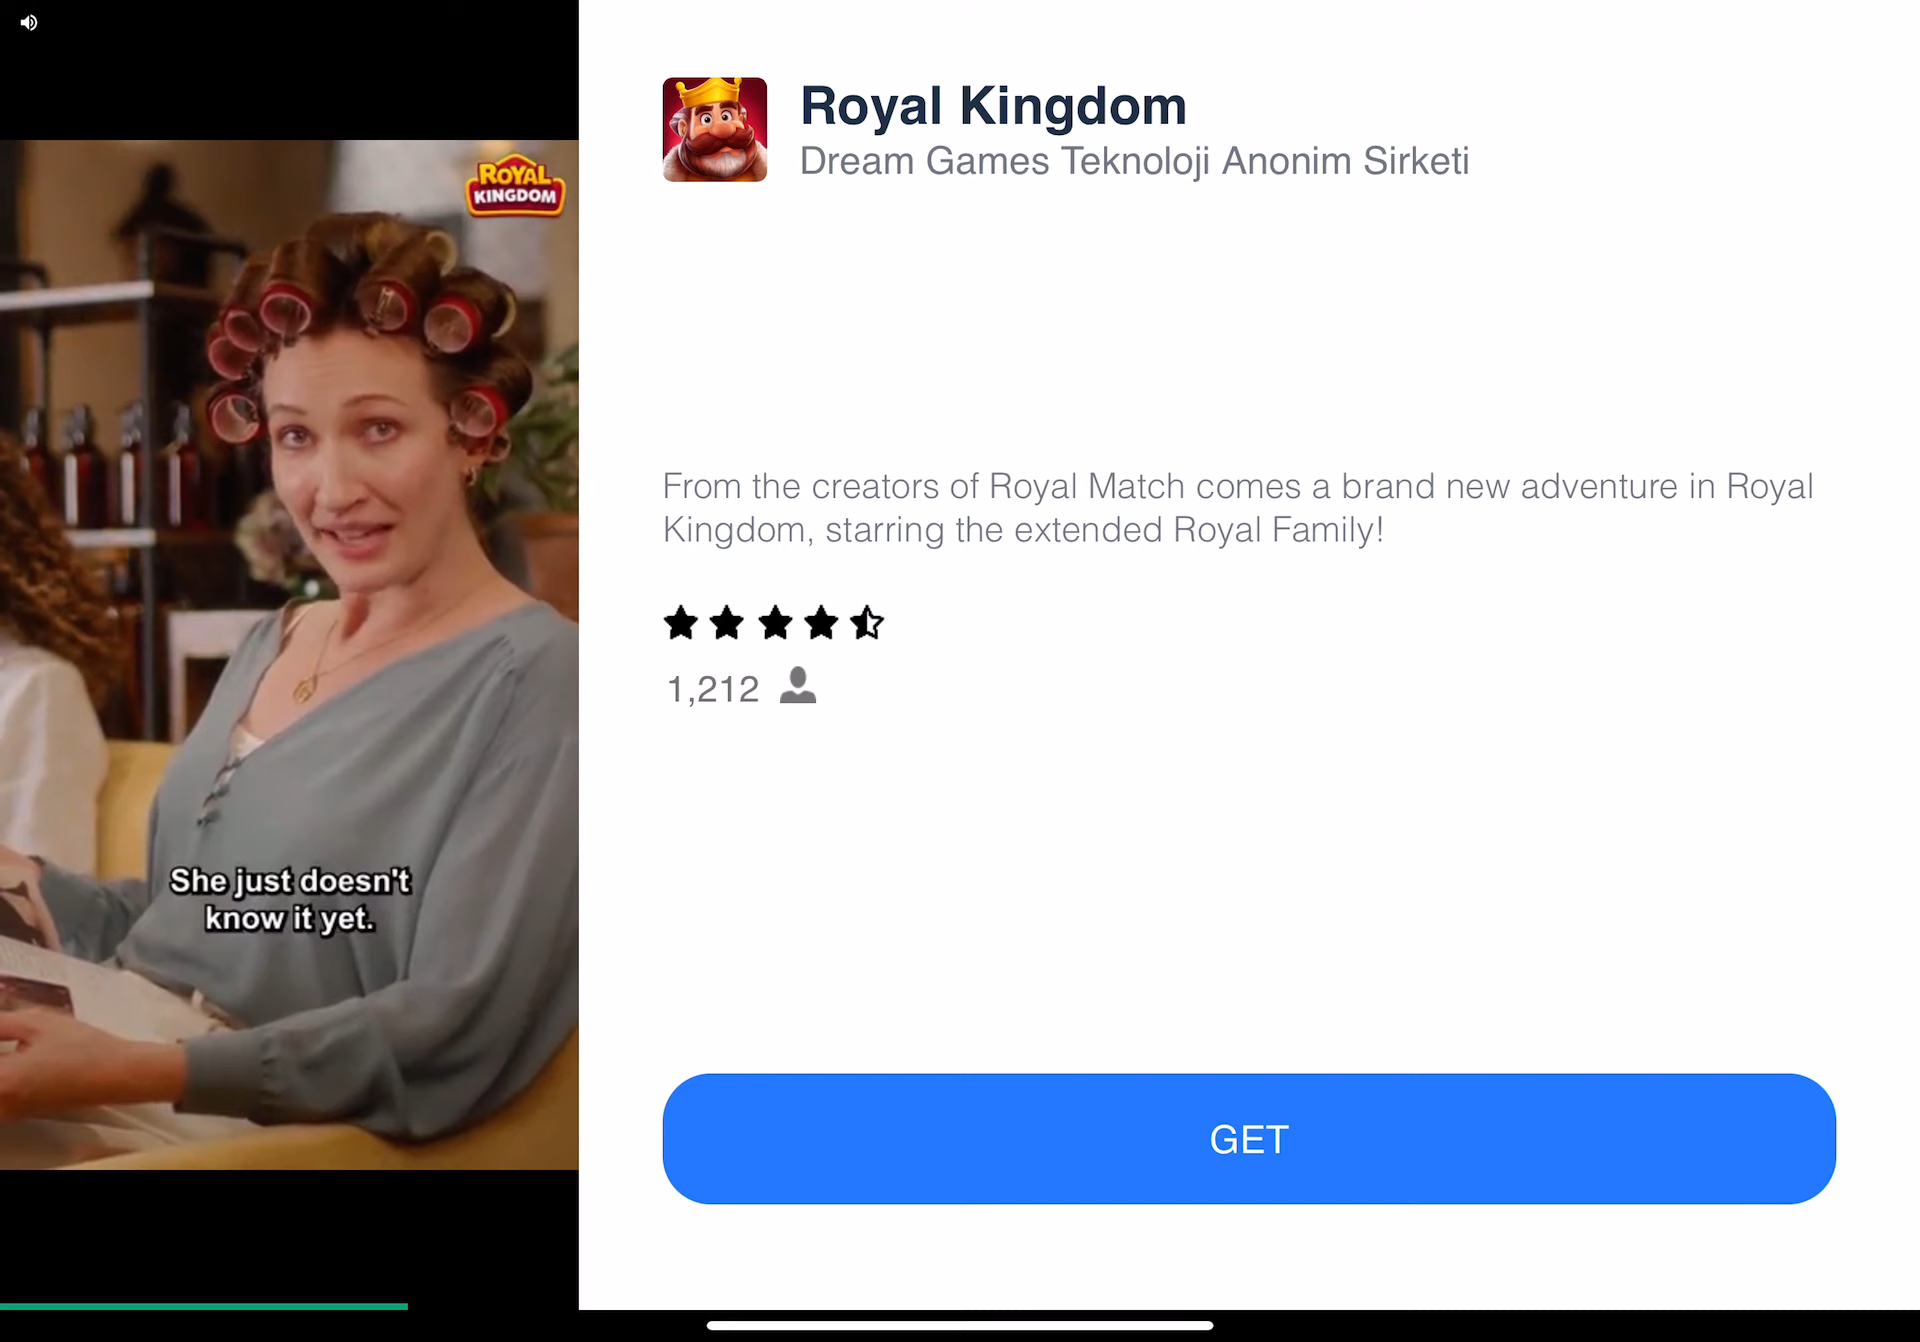 ROYAL
KINGDOM
She just doesn't
know it yet.
Royal Kingdom
Dream Games Teknoloji Anonim Sirketi
From the creators of Royal Match comes a brand new adventure in Royal
Kingdom, starring the extended Royal Family!
1,212
GET